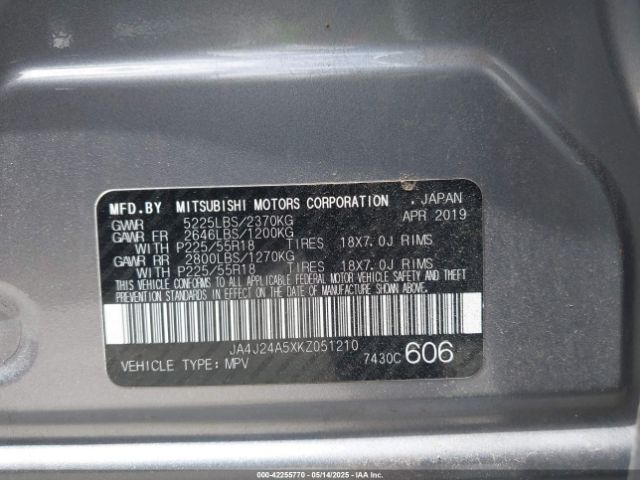 MFD.BY MITSUBISHI MOTORS CORPORATION , JAPAN
GVWR 5225LBS/2370KG APR 2019
GAWR FR 2646LBS/1200KG
WITH P225/55R18 TIRES 18X7.0J RIMS
GAWR RR 2800LBS/1270KG
WITH P225/55R18 TIRES 18X7.0J RIMS
THIS VEHICLE CONFORMS TO ALL APPLICABLE FEDERAL MOTOR VEHICLE SAFETY AND THEFT
PREVENTION STANDARDS IN EFFECT ON THE DATE OF MANUFACTURE SHOWN ABOVE.
JA4J24A5XKZ051210
VEHICLE TYPE: MPV 7430C 606
000-42255770 - 05/14/2025 - IAAI.COM